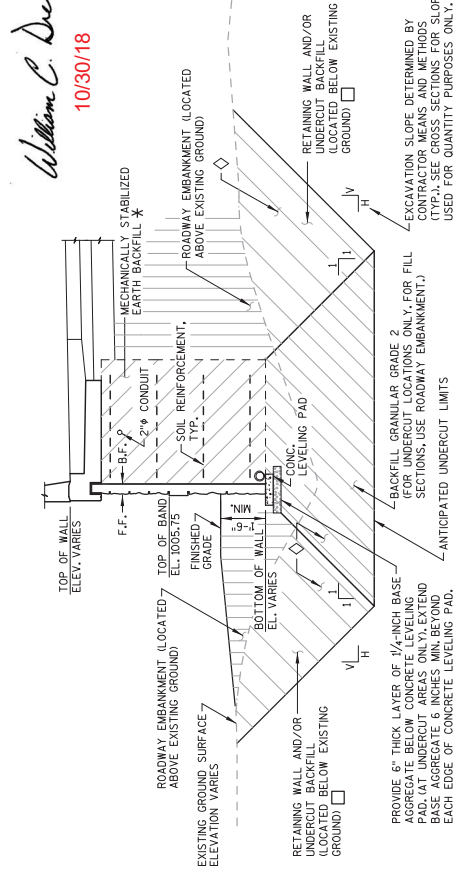 William C. Dre
10/30/18
TOP OF WALL
ELEV. VARIES
MECHANICALLY STABILIZED
EARTH BACKFILL *
F.F.
B.F.
2"φ CONDUIT
SOIL REINFORCEMENT,
TYP.
ROADWAY EMBANKMENT (LOCATED
ABOVE EXISTING GROUND)
RETAINING WALL AND/OR
UNDERCUT BACKFILL
(LOCATED BELOW EXISTING
GROUND) □
ROADWAY EMBANKMENT (LOCATED
ABOVE EXISTING GROUND)
TOP OF BAND
EL. 1005.75
FINISHED
GRADE
1'-6"
MIN.
BOTTOM OF WALL
EL. VARIES
CONC.
LEVELING PAD
EXISTING GROUND SURFACE
ELEVATION VARIES
RETAINING WALL AND/OR
UNDERCUT BACKFILL
(LOCATED BELOW EXISTING
GROUND) □
V
H
1
1
1
1
V
H
PROVIDE 6" THICK LAYER OF 1¼-INCH BASE
AGGREGATE BELOW CONCRETE LEVELING
PAD. (AT UNDERCUT AREAS ONLY). EXTEND
BASE AGGREGATE 6 INCHES MIN. BEYOND
EACH EDGE OF CONCRETE LEVELING PAD.
ANTICIPATED UNDERCUT LIMITS
BACKFILL GRANULAR GRADE 2
(FOR UNDERCUT LOCATIONS ONLY. FOR FILL
SECTIONS, USE ROADWAY EMBANKMENT.)
EXCAVATION SLOPE DETERMINED BY
CONTRACTOR MEANS AND METHODS
(TYP.). SEE CROSS SECTIONS FOR SLOP
USED FOR QUANTITY PURPOSES ONLY.